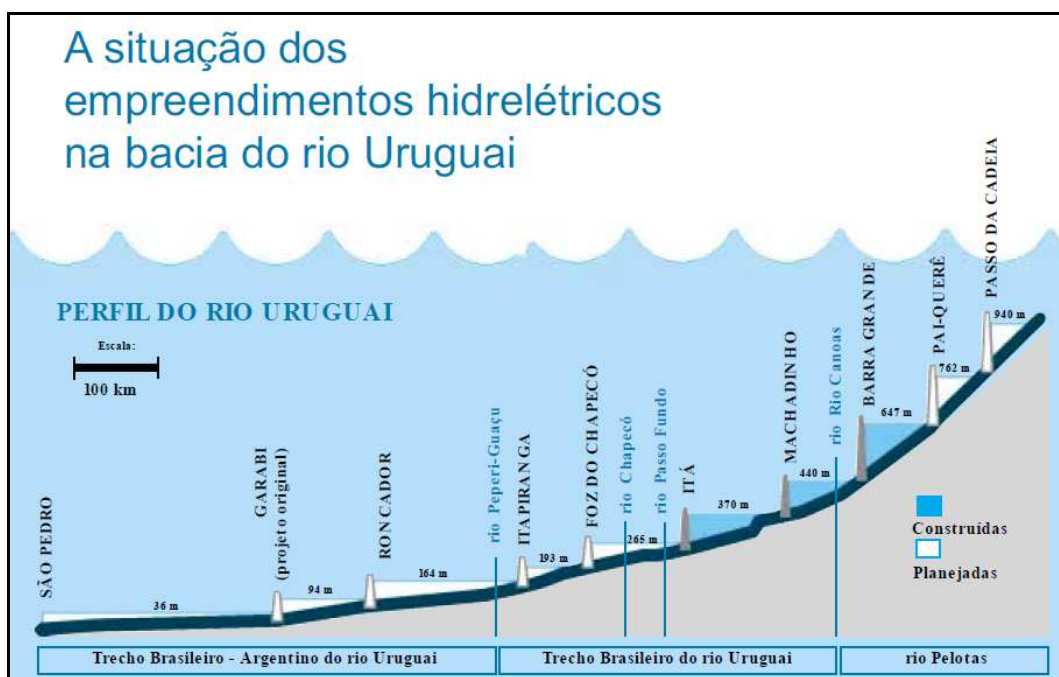 A situação dos
empreendimentos hidrelétricos
na bacia do rio Uruguai
PERFIL DO RIO URUGUAI
Escala:
100 km
SÃO PEDRO
36 m
GARABI
(projeto original)
94 m
RONCADOR
164 m
rio Peperi-Guaçu
ITAPIRANGA
193 m
FOZ DO CHAPECÓ
265 m
rio Chapecó
rio Passo Fundo
ITÁ
370 m
MACHADINHO
440 m
rio Rio Canoas
BARRA GRANDE
647 m
PAI-QUERÊ
762 m
PASSO DA CADEIA
940 m
Construídas
Planejadas
Trecho Brasileiro - Argentino do rio Uruguai
Trecho Brasileiro do rio Uruguai
rio Pelotas